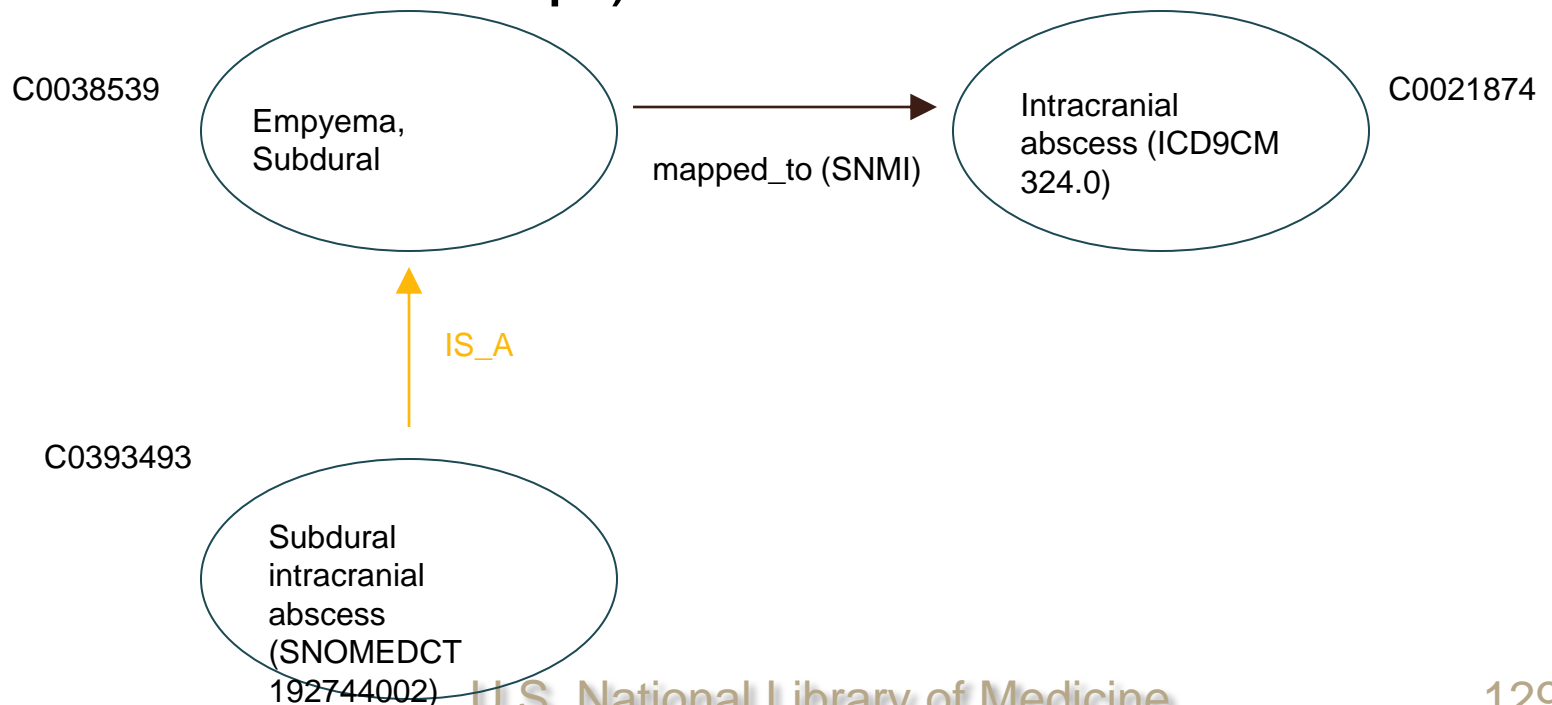 C0038539
Empyema,
Subdural
mapped_to (SNMI)
Intracranial
abscess (ICD9CM
324.0)
C0021874
IS_A
C0393493
Subdural
intracranial
abscess
(SNOMEDCT
192744002)
U.S. National Library of Medicine
129